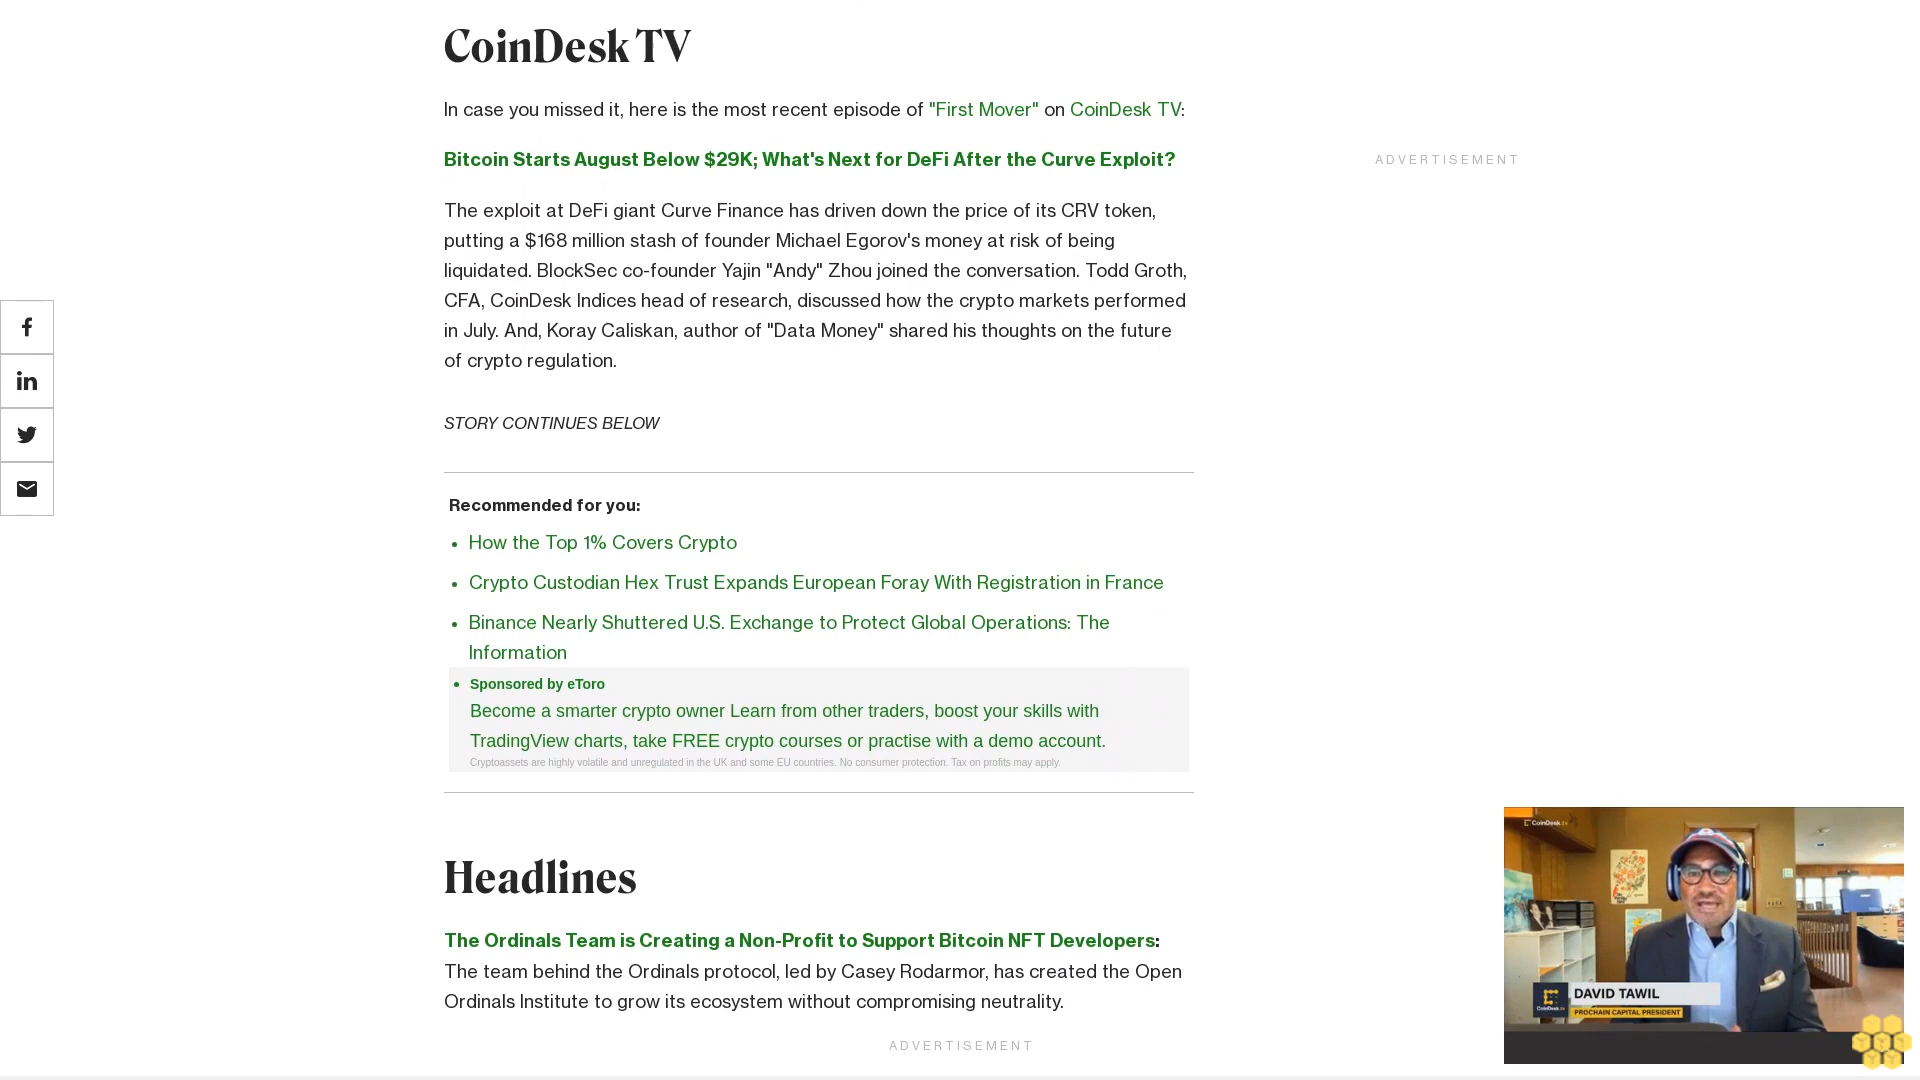 CoinDesk TV
In case you missed it, here is the most recent episode of "First Mover" on CoinDesk TV:
Bitcoin Starts August Below $29K; What's Next for DeFi After the Curve Exploit?
ADVERTISEMENT
The exploit at DeFi giant Curve Finance has driven down the price of its CRV token,
putting a $168 million stash of founder Michael Egorov's money at risk of being
liquidated. BlockSec co-founder Yajin "Andy" Zhou joined the conversation. Todd Groth,
CFA, CoinDesk Indices head of research, discussed how the crypto markets performed
in July. And, Koray Caliskan, author of "Data Money" shared his thoughts on the future
of crypto regulation.
STORY CONTINUES BELOW
Recommended for you:
• How the Top 1% Covers Crypto
• Crypto Custodian Hex Trust Expands European Foray With Registration in France
• Binance Nearly Shuttered U.S. Exchange to Protect Global Operations: The
Information
• Sponsored by eToro
Become a smarter crypto owner Learn from other traders, boost your skills with
TradingView charts, take FREE crypto courses or practise with a demo account.
Cryptoassets are highly volatile and unregulated in the UK and some EU countries. No consumer protection. Tax on profits may apply.
Headlines
The Ordinals Team is Creating a Non-Profit to Support Bitcoin NFT Developers:
The team behind the Ordinals protocol, led by Casey Rodarmor, has created the Open
Ordinals Institute to grow its ecosystem without compromising neutrality.
ADVERTISEMENT
CoinDesk tv
DAVID TAWIL
CoinDesk tv
PROCHAIN CAPITAL PRESIDENT